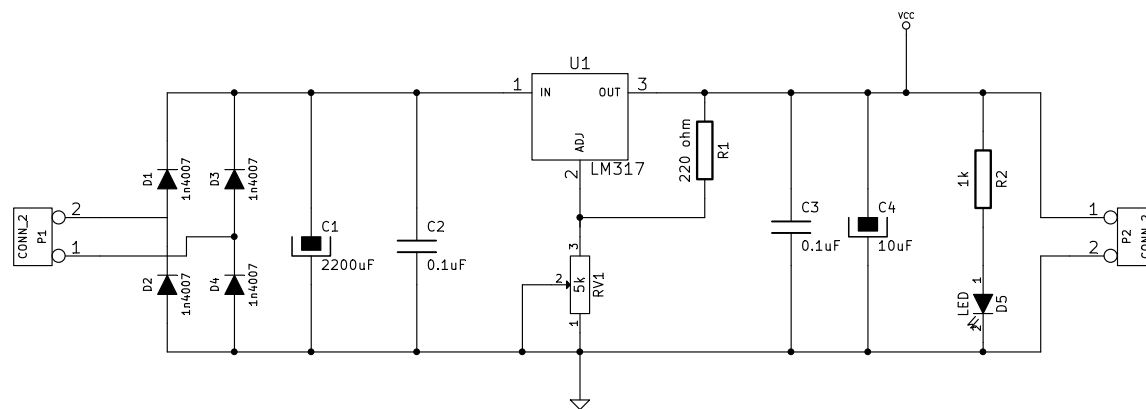 VCC
U1
1
IN
OUT
3
ADJ
LM317
2
220 ohm
R1
D1
1n4007
D3
1n4007
1k
R2
CONN_2
P1
2
1
C1
2200uF
C2
0.1uF
C3
0.1uF
C4
10uF
1
2
P2
CONN_2
D2
1n4007
D4
1n4007
3
2
5k
RV1
1
1
LED
D5
2